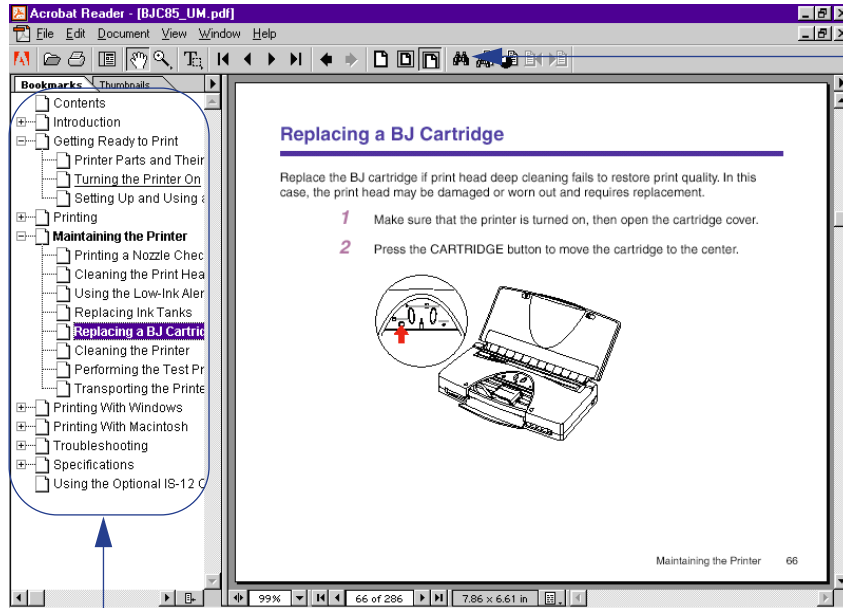 Acrobat Reader - [BJC85_UM.pdf]
File Edit Document View Window Help
Bookmarks Thumbnails
Contents
Introduction
Getting Ready to Print
Printer Parts and Their
Turning the Printer On
Setting Up and Using a
Printing
Maintaining the Printer
Printing a Nozzle Chec
Cleaning the Print Hea
Using the Low-Ink Aler
Replacing Ink Tanks
Replacing a BJ Cartric
Cleaning the Printer
Performing the Test Pr
Transporting the Printe
Printing With Windows
Printing With Macintosh
Troubleshooting
Specifications
Using the Optional IS-12 C
Replacing a BJ Cartridge
Replace the BJ cartridge if print head deep cleaning fails to restore print quality. In this
case, the print head may be damaged or worn out and requires replacement.
1 Make sure that the printer is turned on, then open the cartridge cover.
2 Press the CARTRIDGE button to move the cartridge to the center.
Maintaining the Printer 66
99% 66 of 286 7.86 x 6.61 in